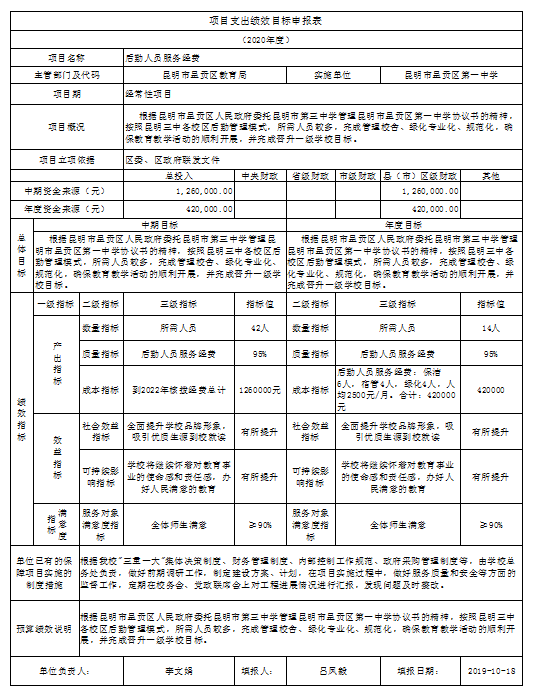 项目支出绩效目标申报表
（2020年度）
项目名称 后勤人员服务经费
主管部门及代码 昆明市呈贡区教育局 实施单位 昆明市呈贡区第一中学
项目期 经常性项目
项目概况
根据昆明市呈贡区人民政府委托昆明市第三中学管理昆明市呈贡区第一中学协议书的精神，
按照昆明三中各校区后勤管理模式，所需人员较多，完成管理校舍、绿化专业化、规范化，确
保教育教学活动的顺利开展，并完成晋升一级学校目标。
项目立项依据 区委、区政府联发文件
总投入 中央财政 省级财政 市级财政 县（市）区级财政 其他
中期资金来源（元） 1,260,000.00 1,260,000.00
年度资金来源（元） 420,000.00 420,000.00
总体目标
中期目标 年度目标
根据昆明市呈贡区人民政府委托昆明市第三中学管理昆
明市呈贡区第一中学协议书的精神，按照昆明三中各校区后
勤管理模式，所需人员较多，完成管理校舍、绿化专业化、
规范化，确保教育教学活动的顺利开展，并完成晋升一级学
校目标。
根据昆明市呈贡区人民政府委托昆明市第三中学管理
昆明市呈贡区第一中学协议书的精神，按照昆明三中各
校区后勤管理模式，所需人员较多，完成管理校舍、绿
化专业化、规范化，确保教育教学活动的顺利开展，并
完成晋升一级学校目标。
绩效指标
一级指标 二级指标 三级指标 指标值 二级指标 三级指标 指标值
产出指标
数量指标 所需人员 42人 数量指标 所需人员 14人
质量指标 后勤人员服务经费 95% 质量指标 后勤人员服务经费 95%
成本指标 到2022年核拨经费总计 1260000元 成本指标
后勤人员服务经费：保洁
6人，宿管4人，绿化4人，人
均2500元/月。合计：420000
元
420000
效益指标
社会效益
指标
全面提升学校品牌形象，吸引优质生源到校就读
有所提升
社会效益
指标
全面提升学校品牌形象，吸引优质生源到校就读
有所提升
可持续影
响指标
学校将继续怀着对教育事
业的使命感和责任感，办
好人民满意的教育
有所提升
可持续影
响指标
学校将继续怀着对教育事
业的使命感和责任感，办
好人民满意的教育
有所提升
满意度指标
服务对象
满意度指
标
全体师生满意 ≥90%
服务对象
满意度指
标
全体师生满意 ≥90%
单位已有的保
障项目实施的
制度措施
根据我校"三重一大"集体决策制度、财务管理制度、内部控制工作规范、政府采购管理制度等，由学校总
务处负责，做好前期调研工作，制定建设方案、计划，在项目实施过程中，做好服务质量和安全等方面的
监督工作，定期在校务会、党政联席会上对工程进展情况进行汇报，发现问题及时整改。
预算绩效说明
根据昆明市呈贡区人民政府委托昆明市第三中学管理昆明市呈贡区第一中学协议书的精神，按照昆明三中
各校区后勤管理模式，所需人员较多，完成管理校舍、绿化专业化、规范化，确保教育教学活动的顺利开
展，并完成晋升一级学校目标。
单位负责人： 李文娟 填报人： 吕凤毅 填报日期： 2019-10-18